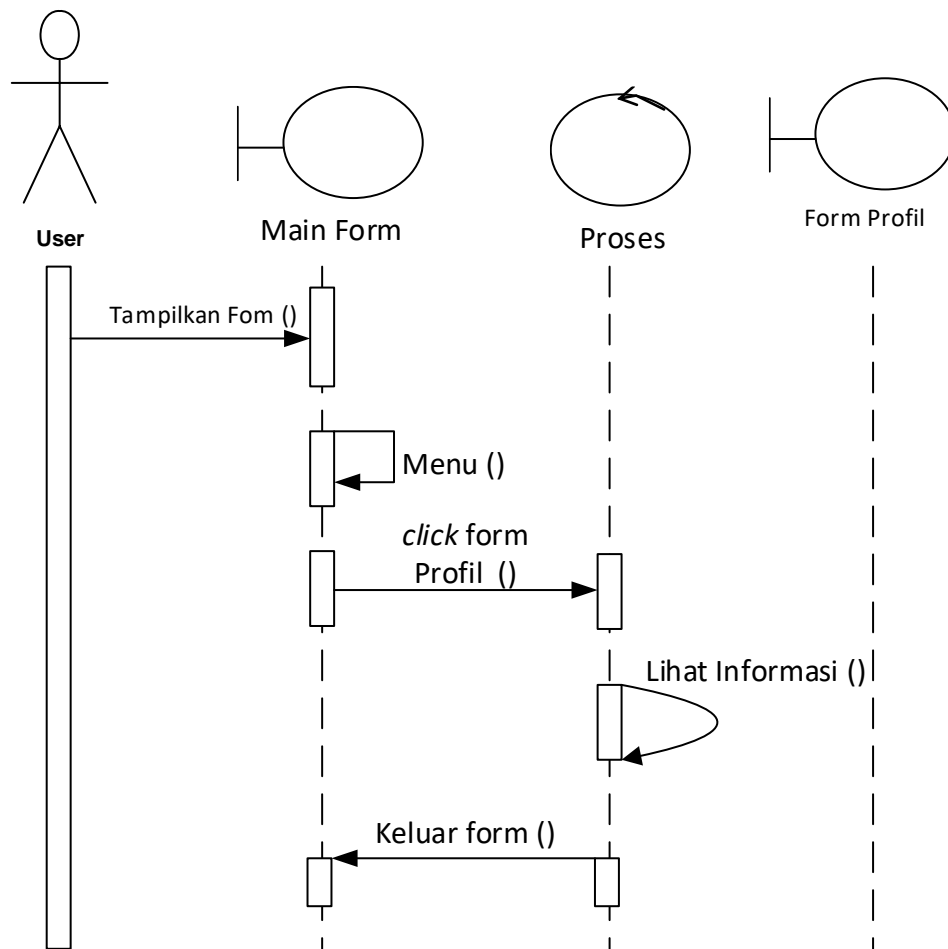 User
Main Form
Proses
Form Profil
Tampilkan Fom ()
Menu ()
click form
Profil ()
Lihat Informasi ()
Keluar form ()